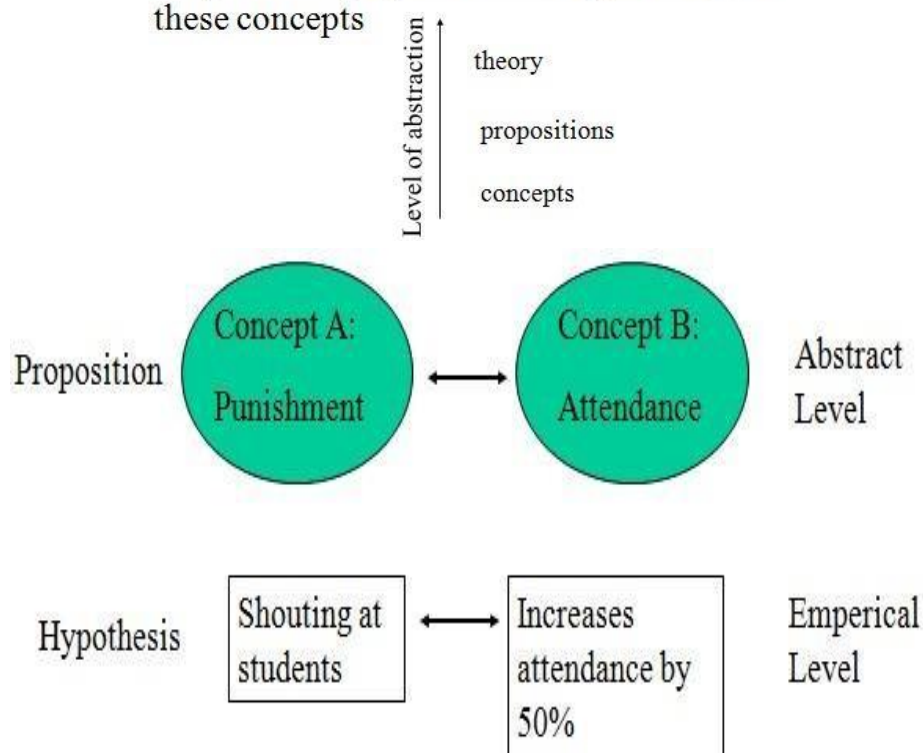 these concepts
Level of abstraction
theory
propositions
concepts
Proposition
Concept A:
Punishment
Concept B:
Attendance
Abstract
Level
Hypothesis
Shouting at
students
Increases
attendance by
50%
Emperical
Level